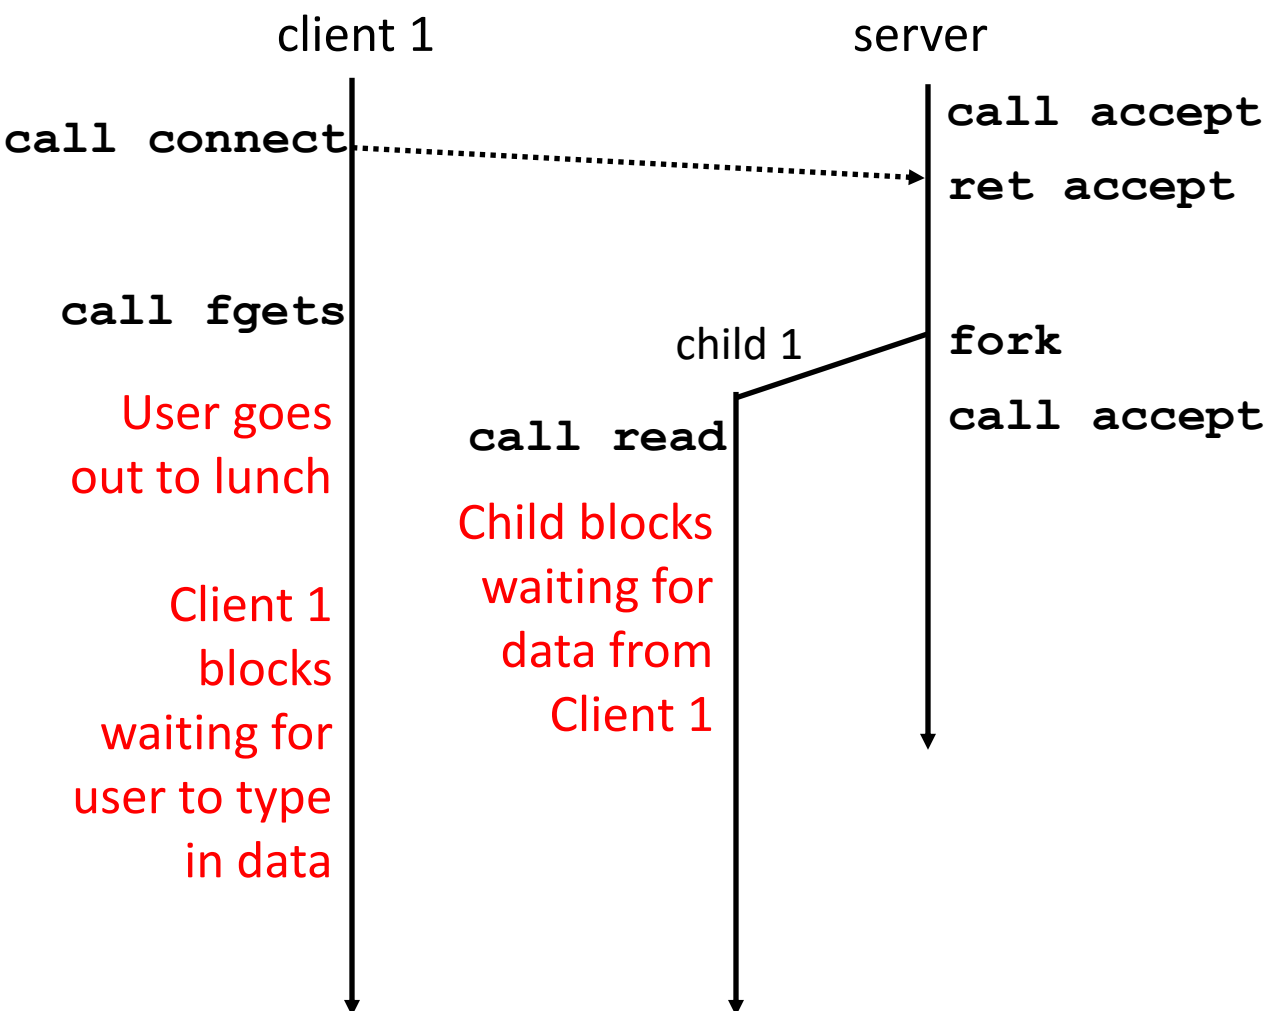 client 1
server
call connect
call accept
ret accept
call fgets
User goes
out to lunch
Client 1
blocks
waiting for
user to type
in data
child 1
call read
Child blocks
waiting for
data from
Client 1
fork
call accept